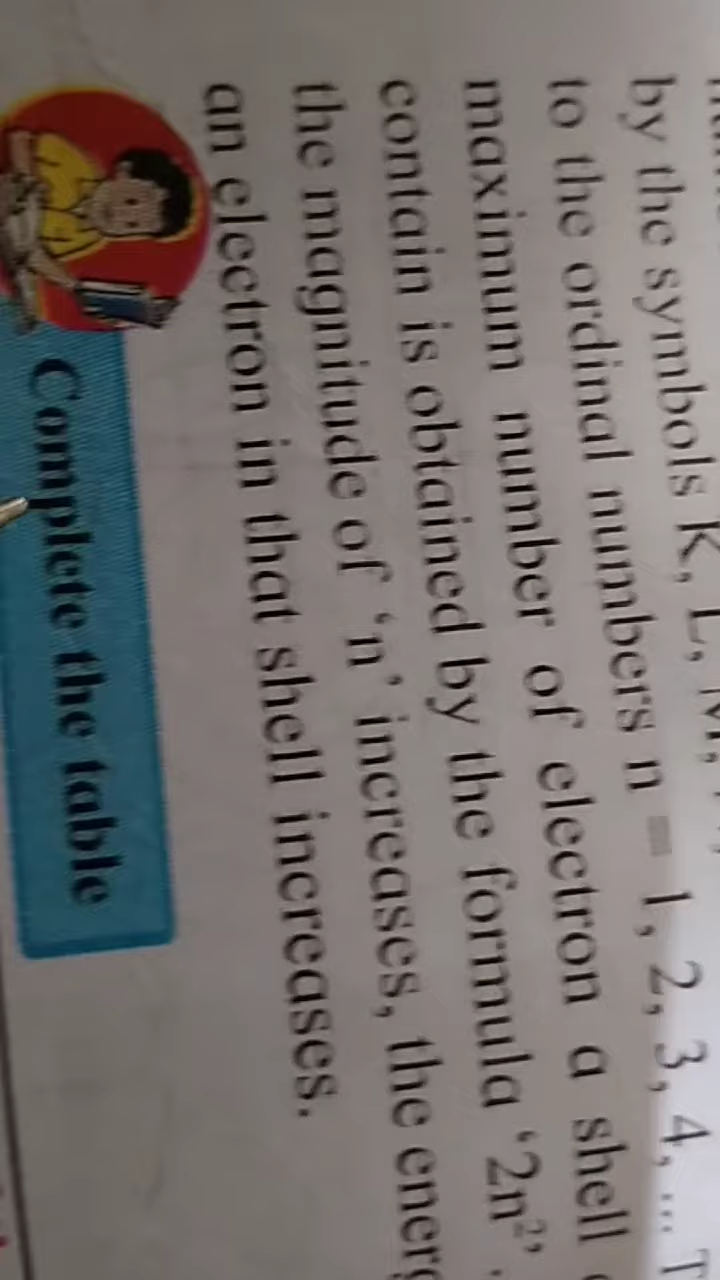 by the symbols K, L, M,
to the ordinal numbers n = 1, 2, 3, 4, ...
maximum number of electron a shell
contain is obtained by the formula ‘2n²’.
the magnitude of ‘n’ increases, the energ
an electron in that shell increases.
Complete the table